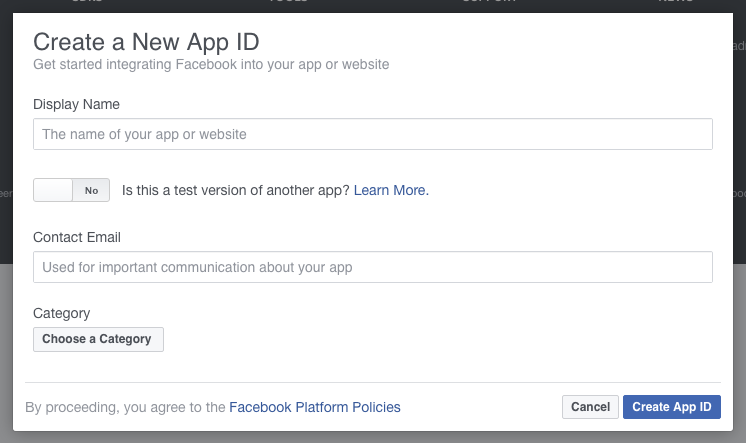 Create a New App ID
Get started integrating Facebook into your app or website
Display Name
The name of your app or website
No
Is this a test version of another app? Learn More.
Contact Email
Used for important communication about your app
Category
Choose a Category
By proceeding, you agree to the Facebook Platform Policies
Cancel
Create App ID